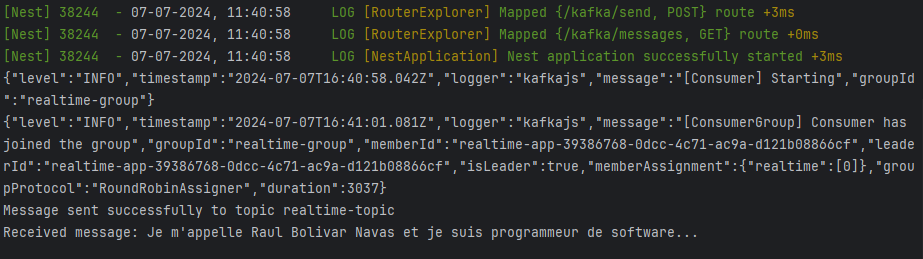 [Nest] 38244  - 07-07-2024, 11:40:58     LOG [RouterExplorer] Mapped {/kafka/send, POST} route +3ms
[Nest] 38244  - 07-07-2024, 11:40:58     LOG [RouterExplorer] Mapped {/kafka/messages, GET} route +0ms
[Nest] 38244  - 07-07-2024, 11:40:58     LOG [NestApplication] Nest application successfully started +3ms
{"level":"INFO","timestamp":"2024-07-07T16:40:58.042Z","logger":"kafkajs","message":"[Consumer] Starting","groupId
":"realtime-group"}
{"level":"INFO","timestamp":"2024-07-07T16:41:01.081Z","logger":"kafkajs","message":"[ConsumerGroup] Consumer has
joined the group","groupId":"realtime-group","memberId":"realtime-app-39386768-0dcc-4c71-ac9a-d121b08866cf","leade
rId":"realtime-app-39386768-0dcc-4c71-ac9a-d121b08866cf","isLeader":true,"memberAssignment":{"realtime":[0]},"grou
pProtocol":"RoundRobinAssigner","duration":3037}
Message sent successfully to topic realtime-topic
Received message: Je m'appelle Raul Bolivar Navas et je suis programmeur de software...